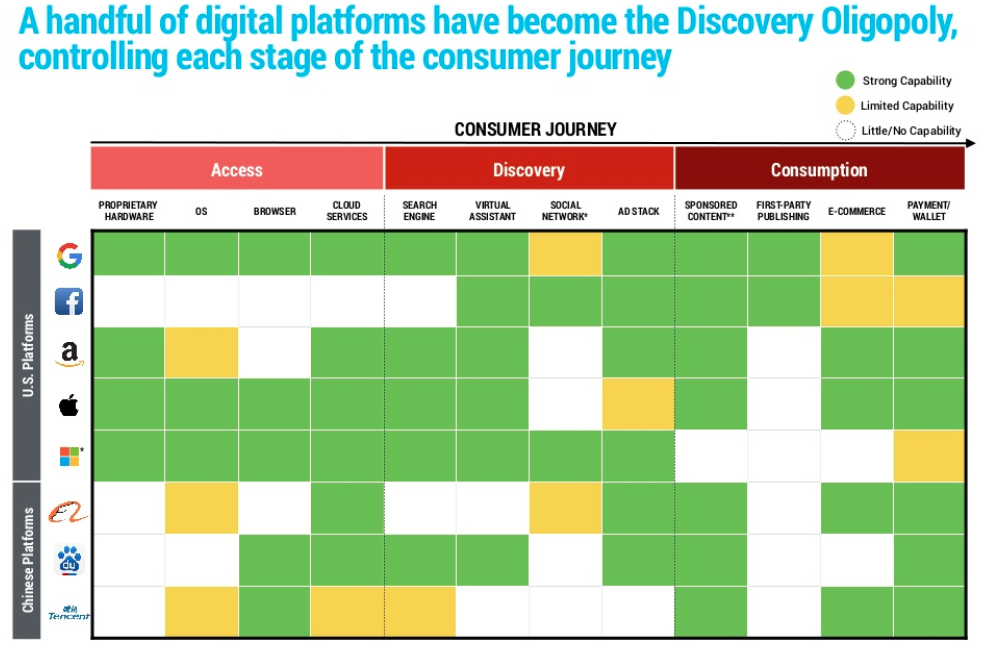 A handful of digital platforms have become the Discovery Oligopoly,
controlling each stage of the consumer journey
Strong Capability
Limited Capability
Little/No Capability
CONSUMER JOURNEY
Access
Discovery
Consumption
PROPRIETARY
HARDWARE
OS
BROWSER
CLOUD
SERVICES
SEARCH
ENGINE
VIRTUAL
ASSISTANT
SOCIAL
NETWORK*
AD STACK
SPONSORED
CONTENT**
FIRST-PARTY
PUBLISHING
E-COMMERCE
PAYMENT/
WALLET
U.S. Platforms
G
f
a
*
Chinese Platforms
du
Tencent